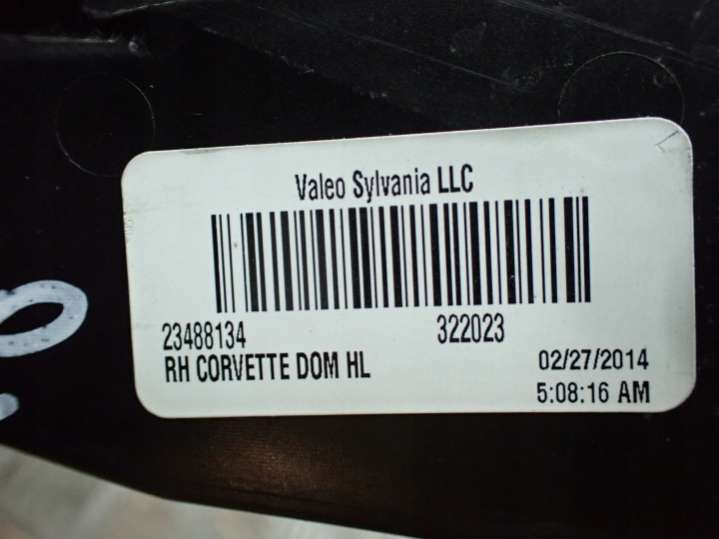 Valeo Sylvania LLC
23488134 322023
RH CORVETTE DOM HL 02/27/2014
5:08:16 AM